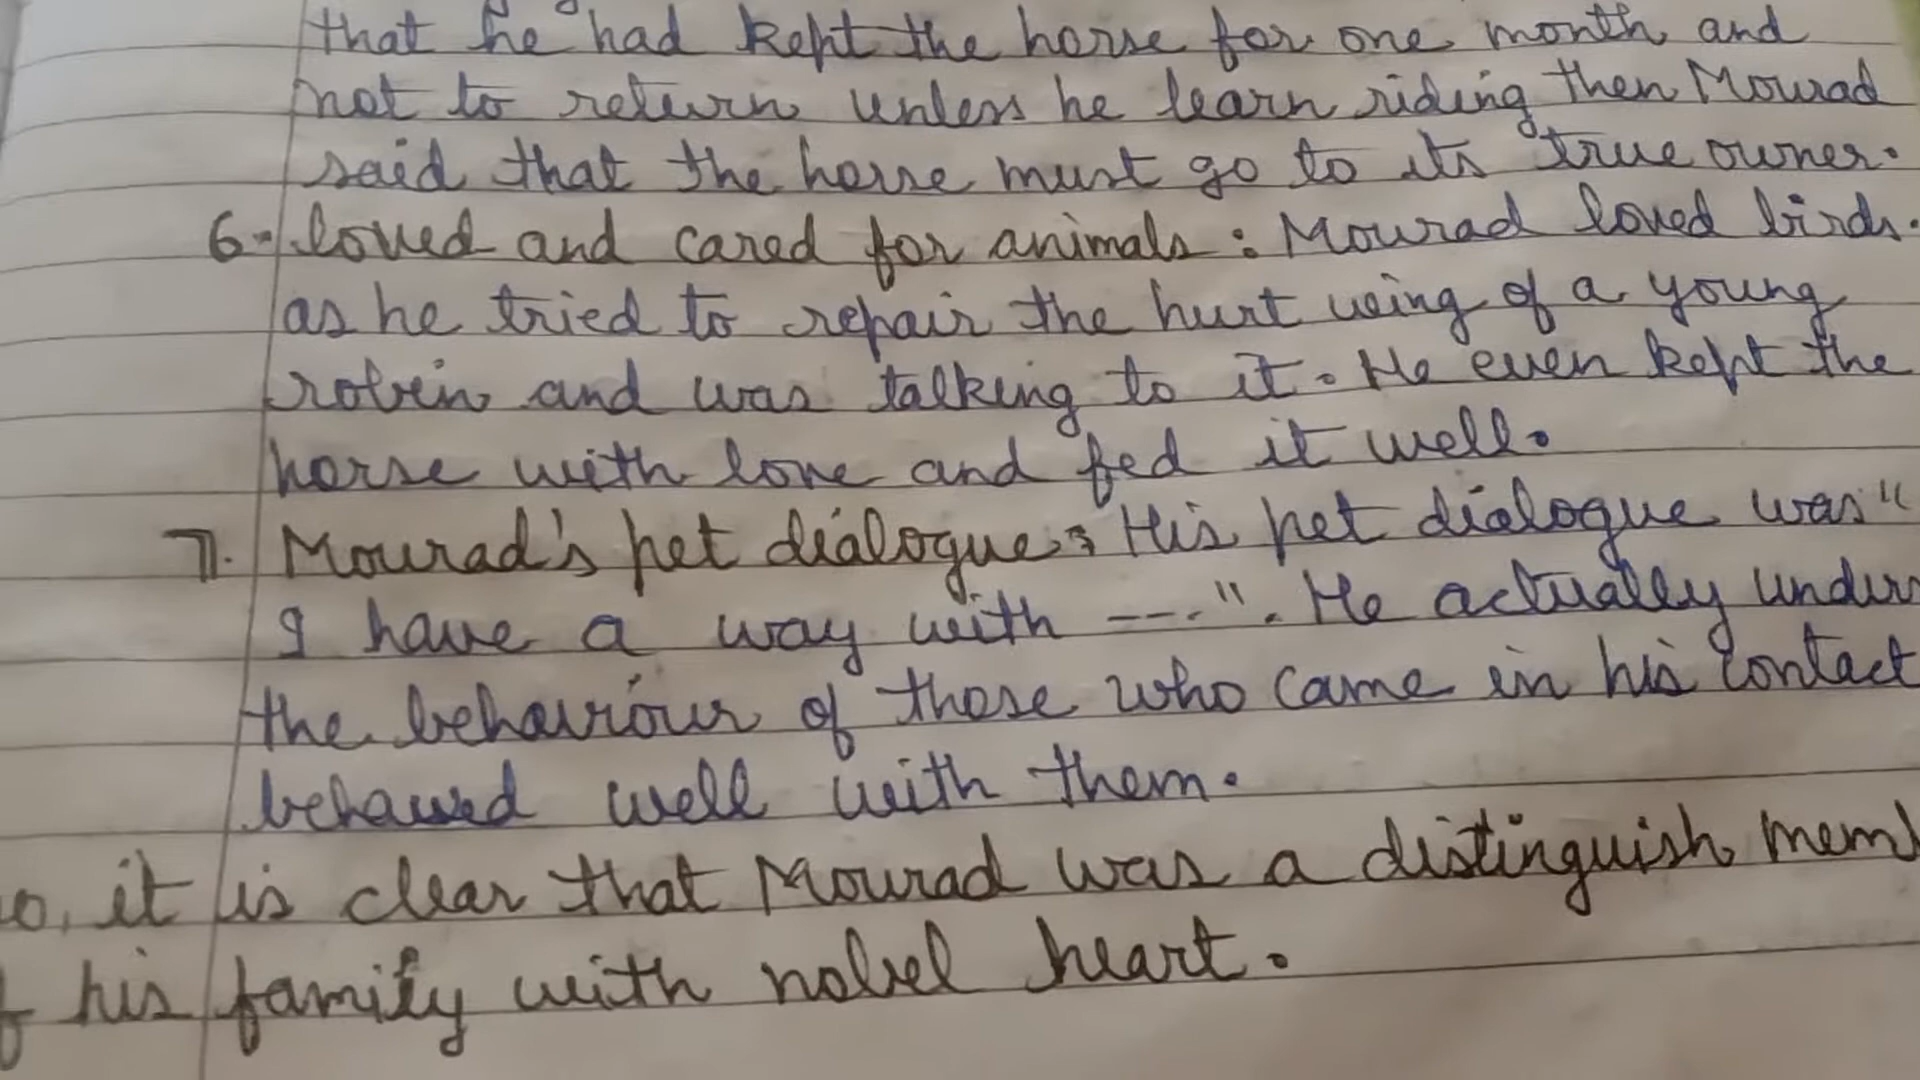 that he had kept the horse for one month and
not to return unless he learn riding then Mourad
said that the horse must go to its true owner.
6. loved and cared for animals : Mourad loved birds.
as he tried to repair the hurt wing of a young
robin and was talking to it. He even kept the
horse with love and fed it well.
7. Mourad's pet dialogue : His pet dialogue was "
I have a way with ---". He actually under
the behaviour of those who came in his contact
behaved well with them.
so, it is clear that Mourad was a distinguish mem
of his family with nobel heart.